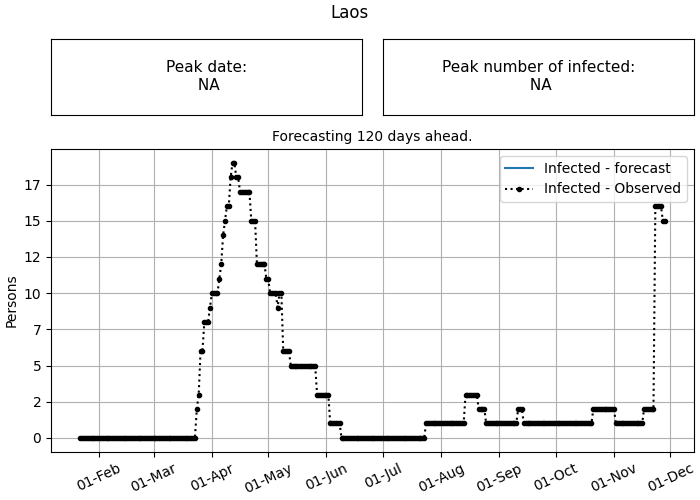 Laos
Peak date:
NA
Peak number of infected:
NA
Forecasting 120 days ahead.
Infected - forecast
Infected - Observed
Persons
17
15
12
10
7
5
2
0
01-Feb
01-Mar
01-Apr
01-May
01-Jun
01-Jul
01-Aug
01-Sep
01-Oct
01-Nov
01-Dec